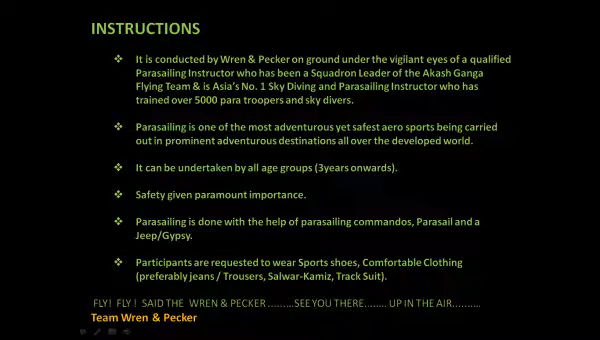 INSTRUCTIONS
❖ It is conducted by Wren & Pecker on ground under the vigilant eyes of a qualified
Parasailing Instructor who has been a Squadron Leader of the Akash Ganga
Flying Team & is Asia's No. 1 Sky Diving and Parasailing Instructor who has
trained over 5000 para troopers and sky divers.
❖ Parasailing is one of the most adventurous yet safest aero sports being carried
out in prominent adventurous destinations all over the developed world.
❖ It can be undertaken by all age groups (3years onwards).
❖ Safety given paramount importance.
❖ Parasailing is done with the help of parasailing commandos, Parasail and a
Jeep/Gypsy.
❖ Participants are requested to wear Sports shoes, Comfortable Clothing
(preferably jeans / Trousers, Salwar-Kamiz, Track Suit).
FLY! FLY ! SAID THE WREN & PECKER .........SEE YOU THERE........ UP IN THE AIR..........
Team Wren & Pecker